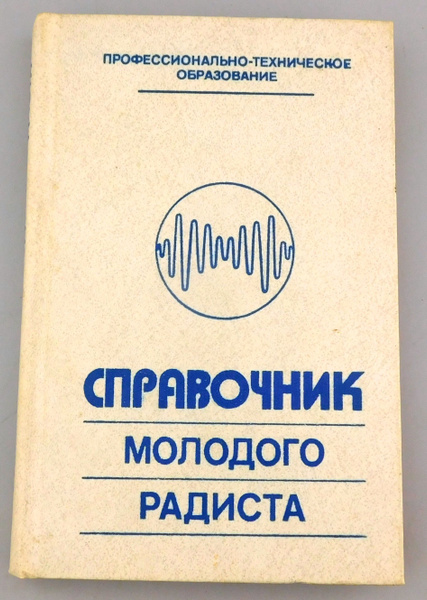 ПРОФЕССИОНАЛЬНО-ТЕХНИЧЕСКОЕ
ОБРАЗОВАНИЕ
СПРАВОЧНИК
МОЛОДОГО
РАДИСТА